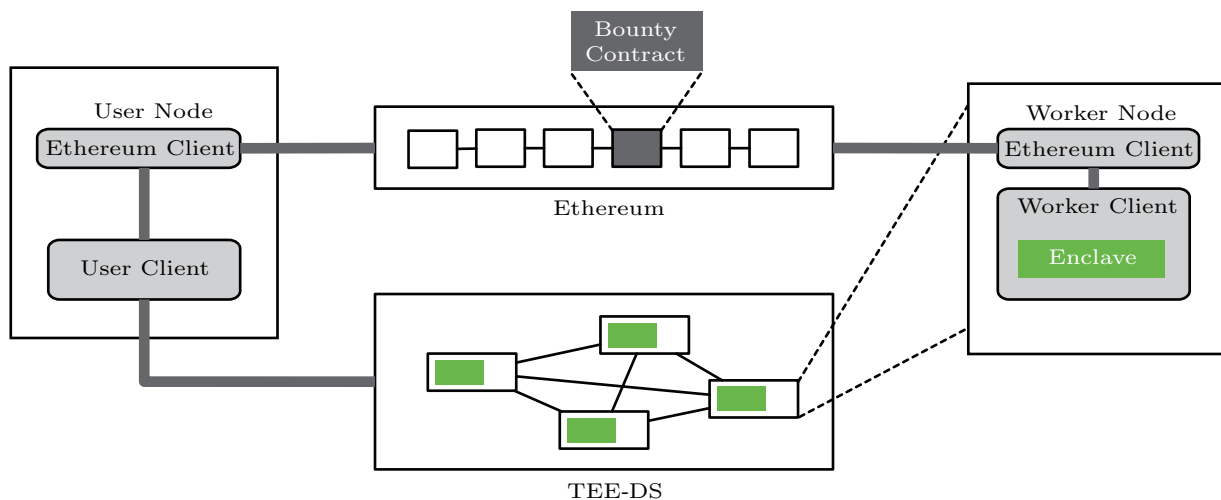 Bounty
Contract
User Node
Ethereum Client
User Client
Ethereum
Worker Node
Ethereum Client
Worker Client
Enclave
TEE-DS